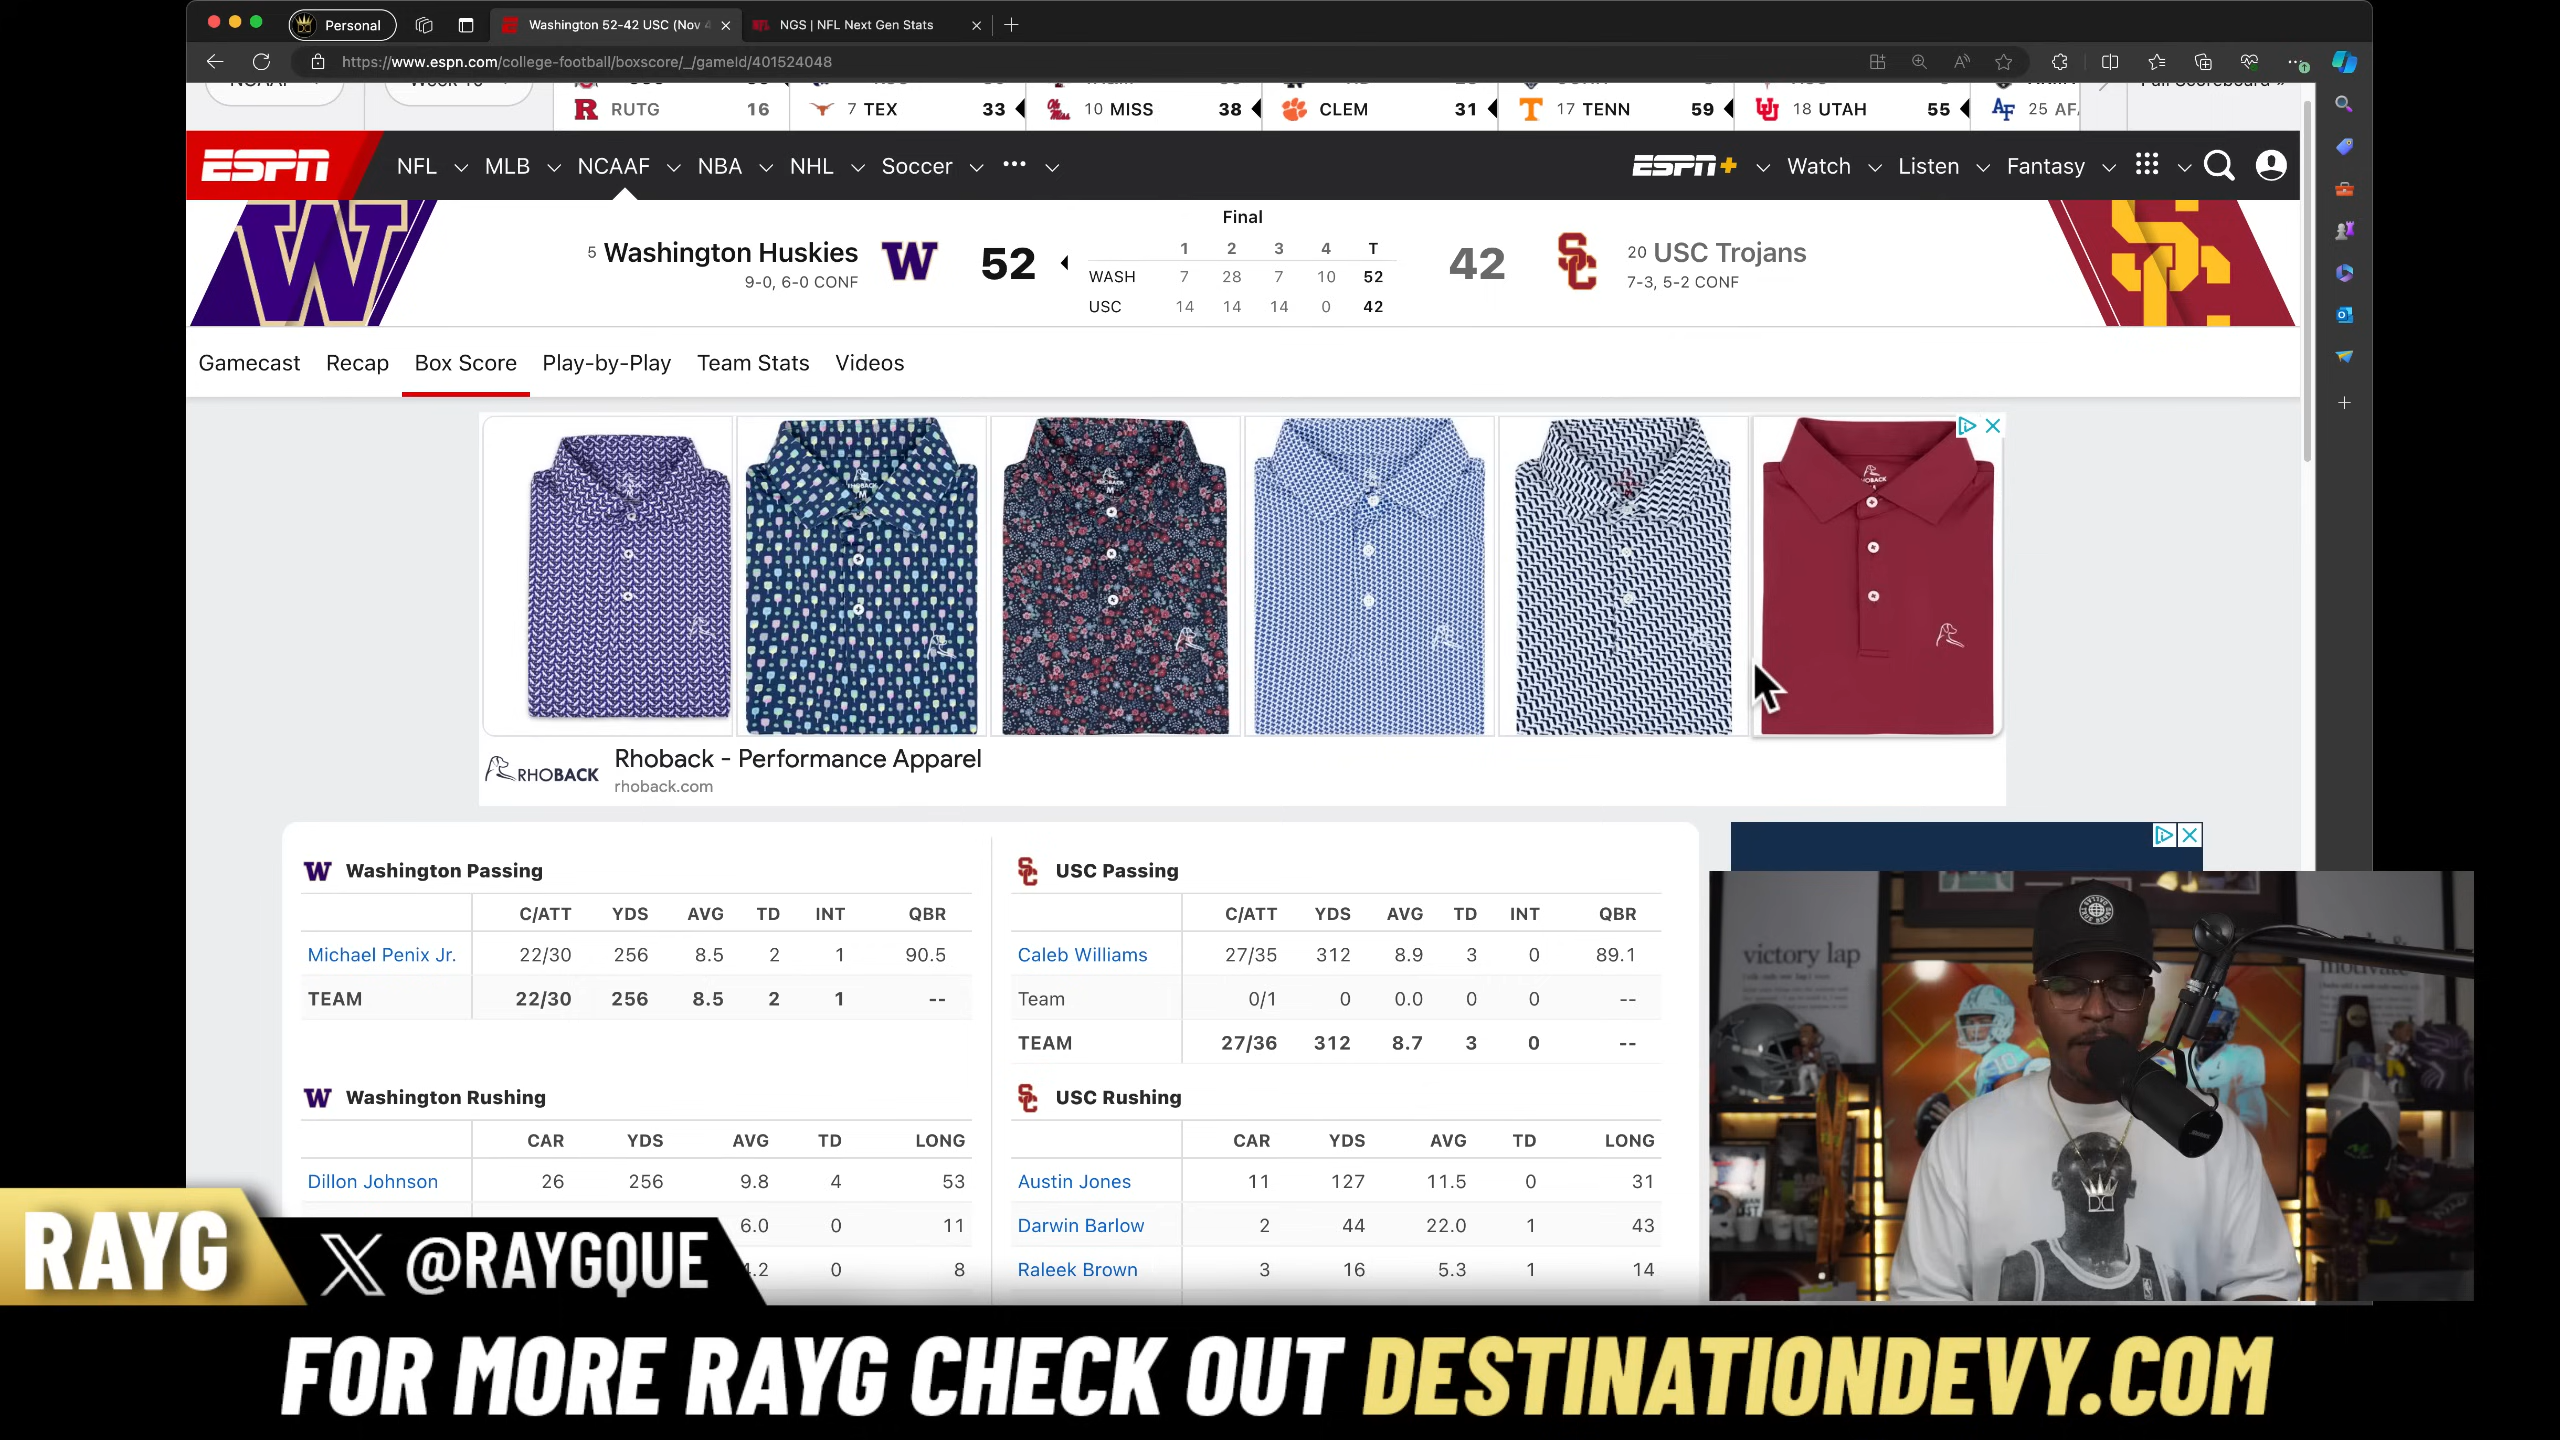 Personal
Washington 52-42 USC (Nov 4
NGS | NFL Next Gen Stats
https://www.espn.com/college-football/boxscore/_/gameId/401524048
RUTG 16
7 TEX 33
10 MISS 38
CLEM 31
17 TENN 59
18 UTAH 55
25 AF
ESPN
NFL MLB NCAAF NBA NHL Soccer
ESPN+ Watch Listen Fantasy
5 Washington Huskies
9-0, 6-0 CONF
52
Final
1 2 3 4 T
WASH 7 28 7 10 52
USC 14 14 14 0 42
42
20 USC Trojans
7-3, 5-2 CONF
Gamecast Recap Box Score Play-by-Play Team Stats Videos
RHOBACK
Rhoback - Performance Apparel
rhoback.com
Washington Passing
C/ATT YDS AVG TD INT QBR
Michael Penix Jr. 22/30 256 8.5 2 1 90.5
TEAM 22/30 256 8.5 2 1 --
USC Passing
C/ATT YDS AVG TD INT QBR
Caleb Williams 27/35 312 8.9 3 0 89.1
Team 0/1 0 0.0 0 0 --
TEAM 27/36 312 8.7 3 0 --
Washington Rushing
CAR YDS AVG TD LONG
Dillon Johnson 26 256 9.8 4 53
6.0 0 11
.2 0 8
USC Rushing
CAR YDS AVG TD LONG
Austin Jones 11 127 11.5 0 31
Darwin Barlow 2 44 22.0 1 43
Raleek Brown 3 16 5.3 1 14
victory lap
motivate
RAYG
X @RAYGQUE
FOR MORE RAYG CHECK OUT DESTINATIONDEVY.COM